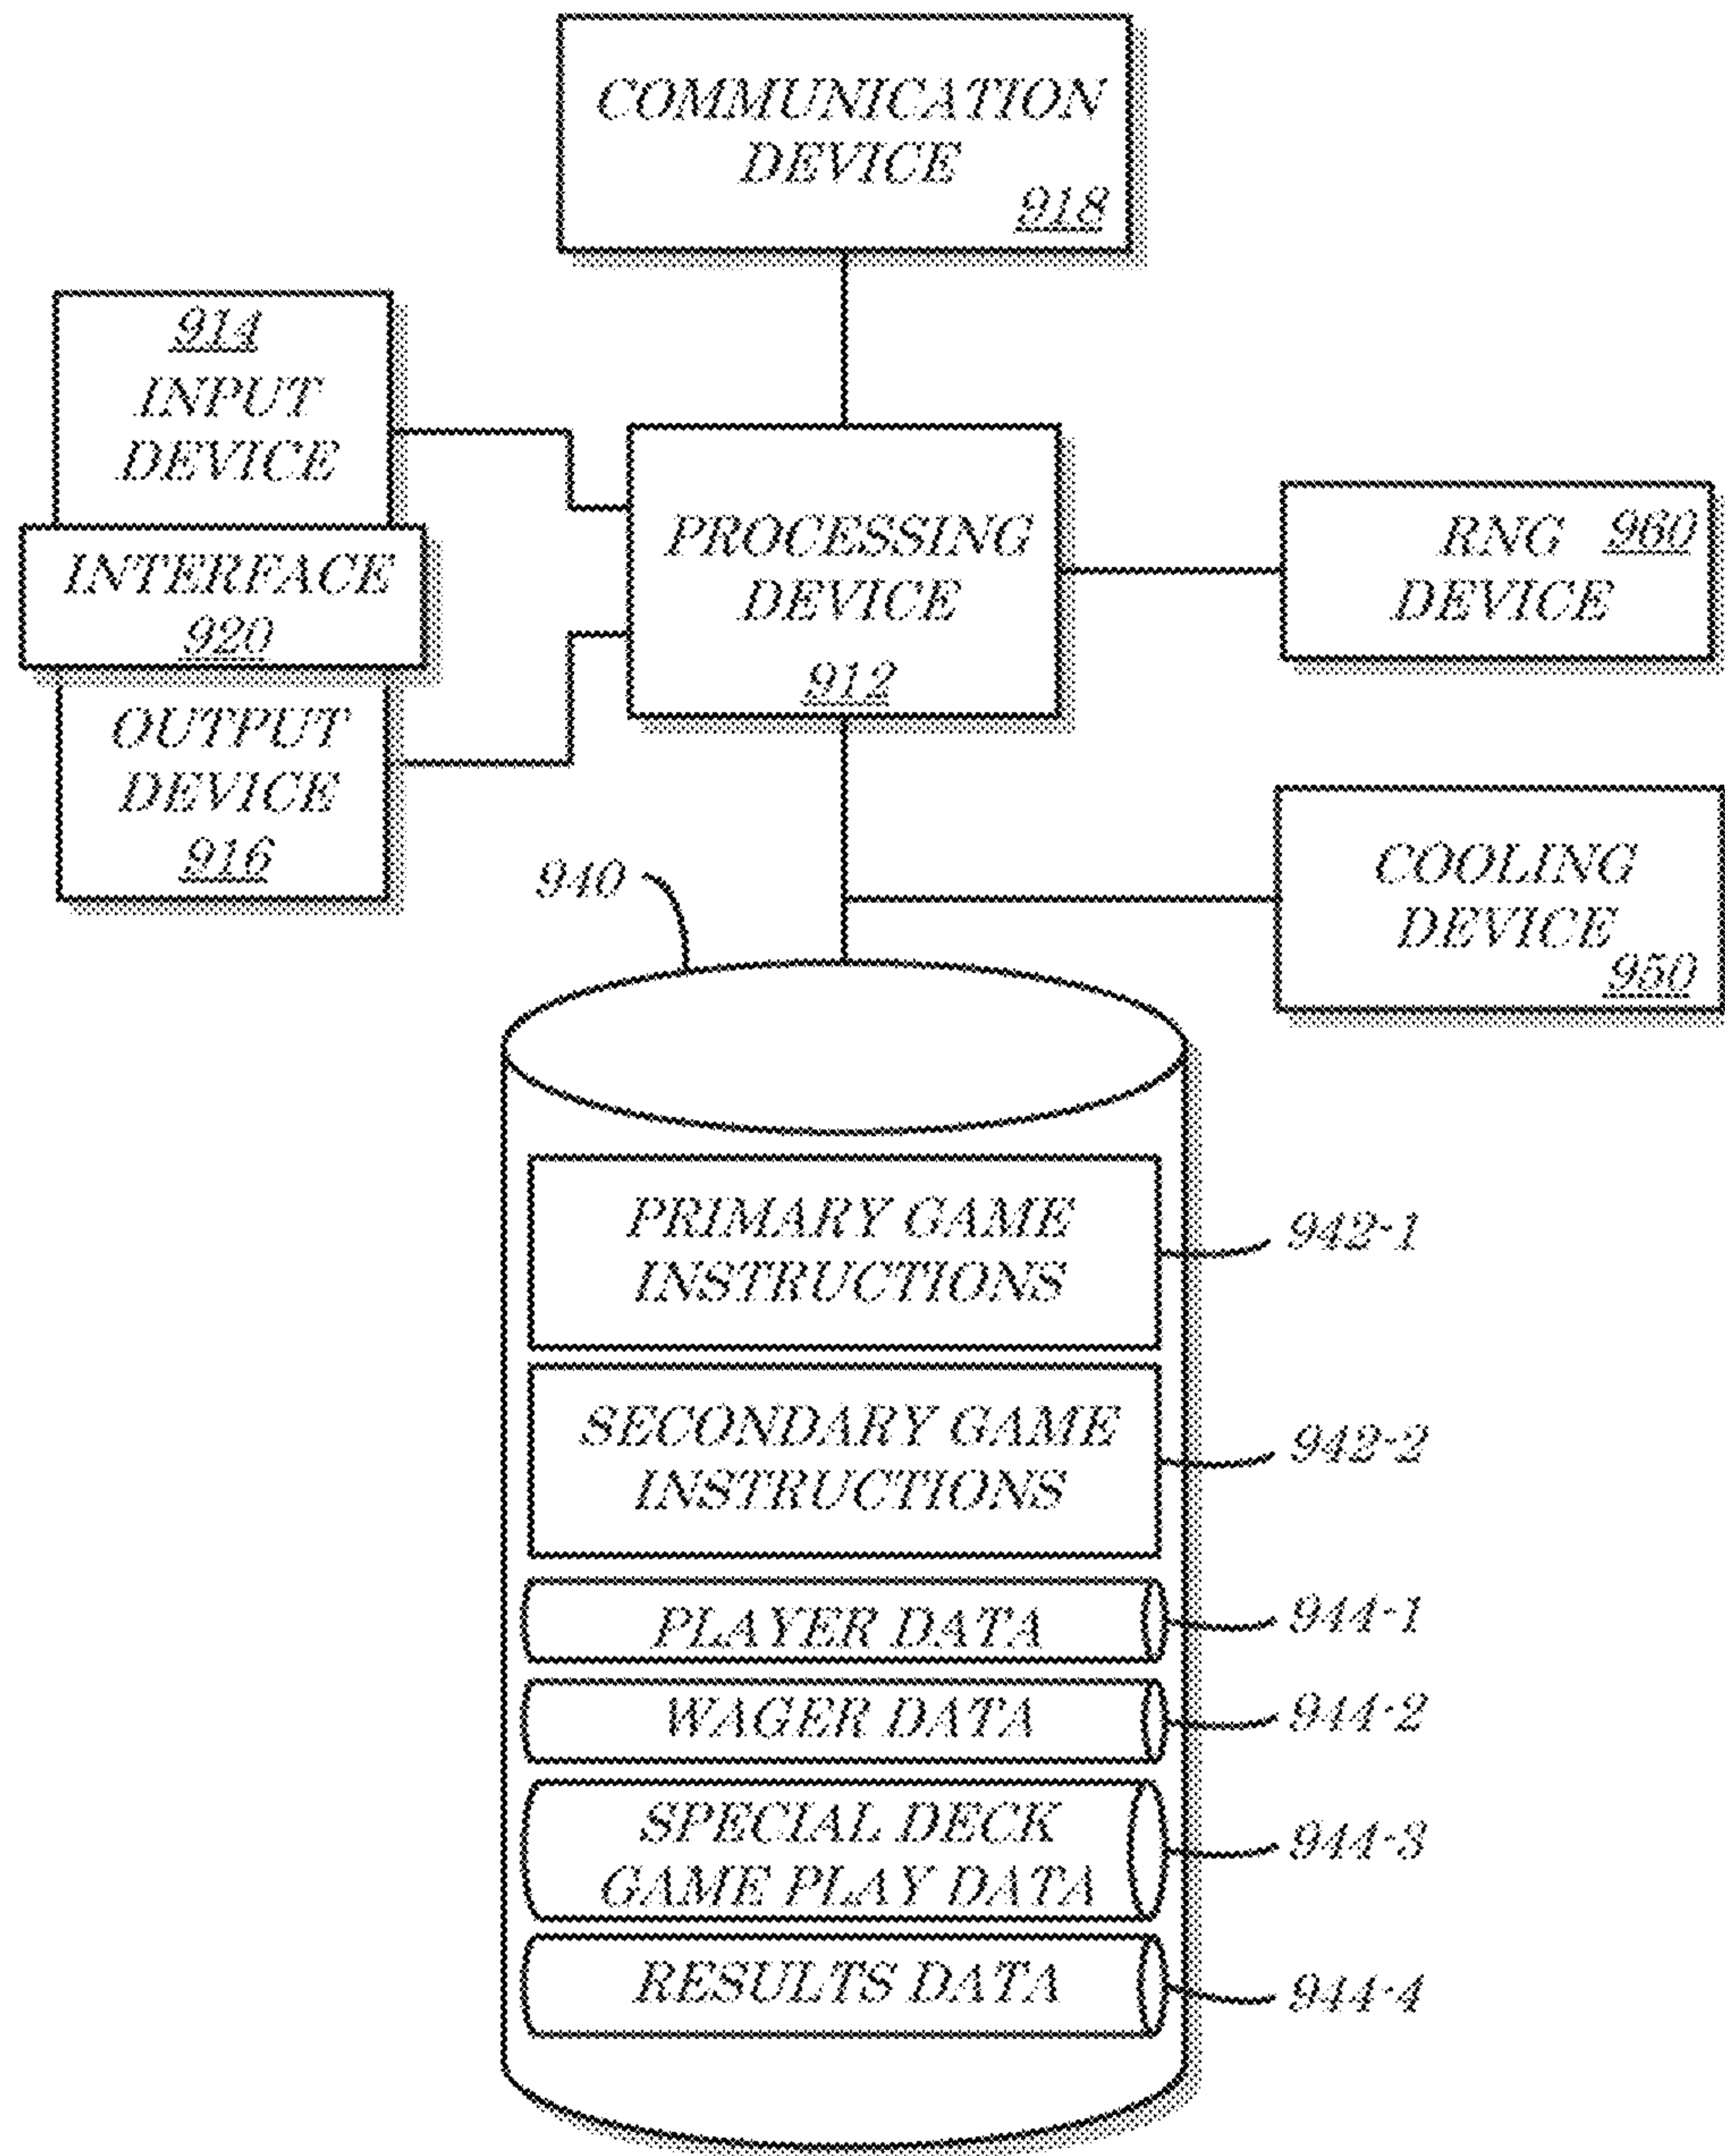 COMMUNICATION
DEVICE
918
914
INPUT
DEVICE
INTERFACE
920
OUTPUT
DEVICE
916
PROCESSING
DEVICE
912
RNG 960
DEVICE
COOLING
DEVICE
950
940
PRIMARY GAME
INSTRUCTIONS
942-1
SECONDARY GAME
INSTRUCTIONS
942-2
PLAYER DATA
944-1
WAGER DATA
944-2
SPECIAL DECK
GAME PLAY DATA
944-3
RESULTS DATA
944-4